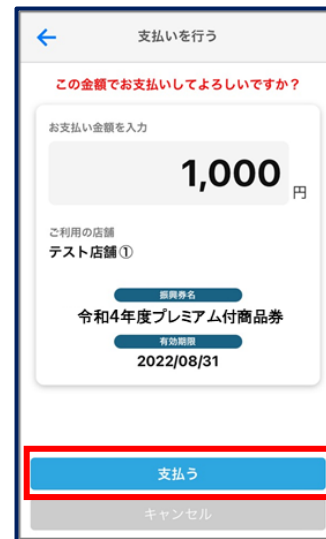 支払いを行う
この金額でお支払いしてよろしいですか？
お支払い金額を入力
1,000 円
ご利用の店舗
テスト店舗①
振興券名
令和4年度プレミアム付商品券
有効期限
2022/08/31
支払う
キャンセル